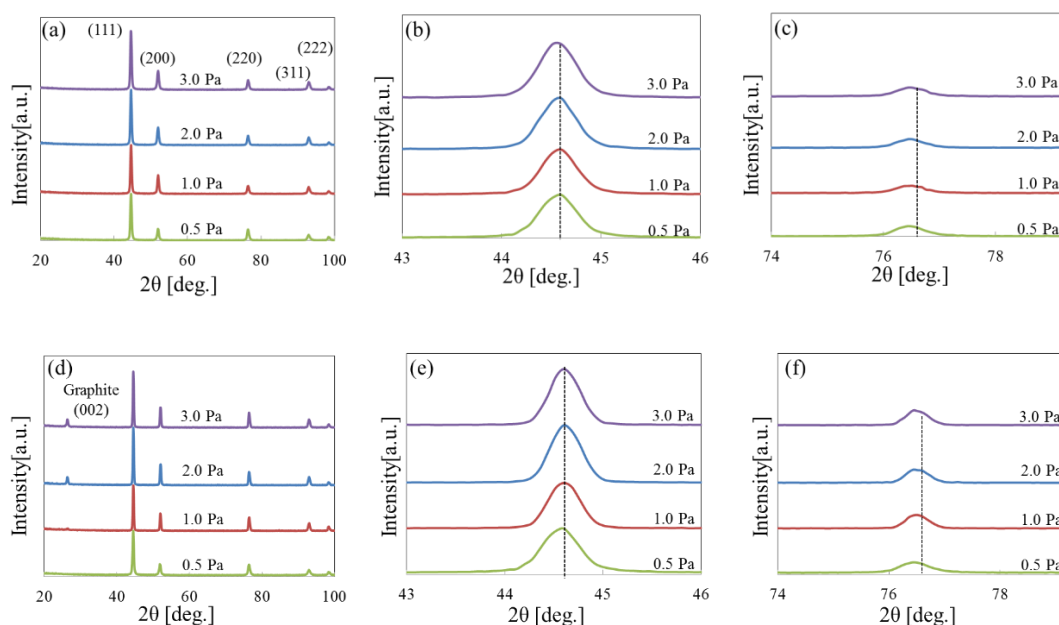 (a)
(111)
(200)
(220)
(311)
(222)
3.0 Pa
2.0 Pa
1.0 Pa
0.5 Pa
Intensity[a.u.]
20 40 60 80 100
2θ [deg.]
(b)
3.0 Pa
2.0 Pa
1.0 Pa
0.5 Pa
Intensity[a.u.]
43 44 45 46
2θ [deg.]
(c)
3.0 Pa
2.0 Pa
1.0 Pa
0.5 Pa
Intensity[a.u.]
74 76 78
2θ [deg.]
(d)
Graphite
(002)
3.0 Pa
2.0 Pa
1.0 Pa
0.5 Pa
Intensity[a.u.]
20 40 60 80 100
2θ [deg.]
(e)
3.0 Pa
2.0 Pa
1.0 Pa
0.5 Pa
Intensity[a.u.]
43 44 45 46
2θ [deg.]
(f)
3.0 Pa
2.0 Pa
1.0 Pa
0.5 Pa
Intensity[a.u.]
74 76 78
2θ [deg.]